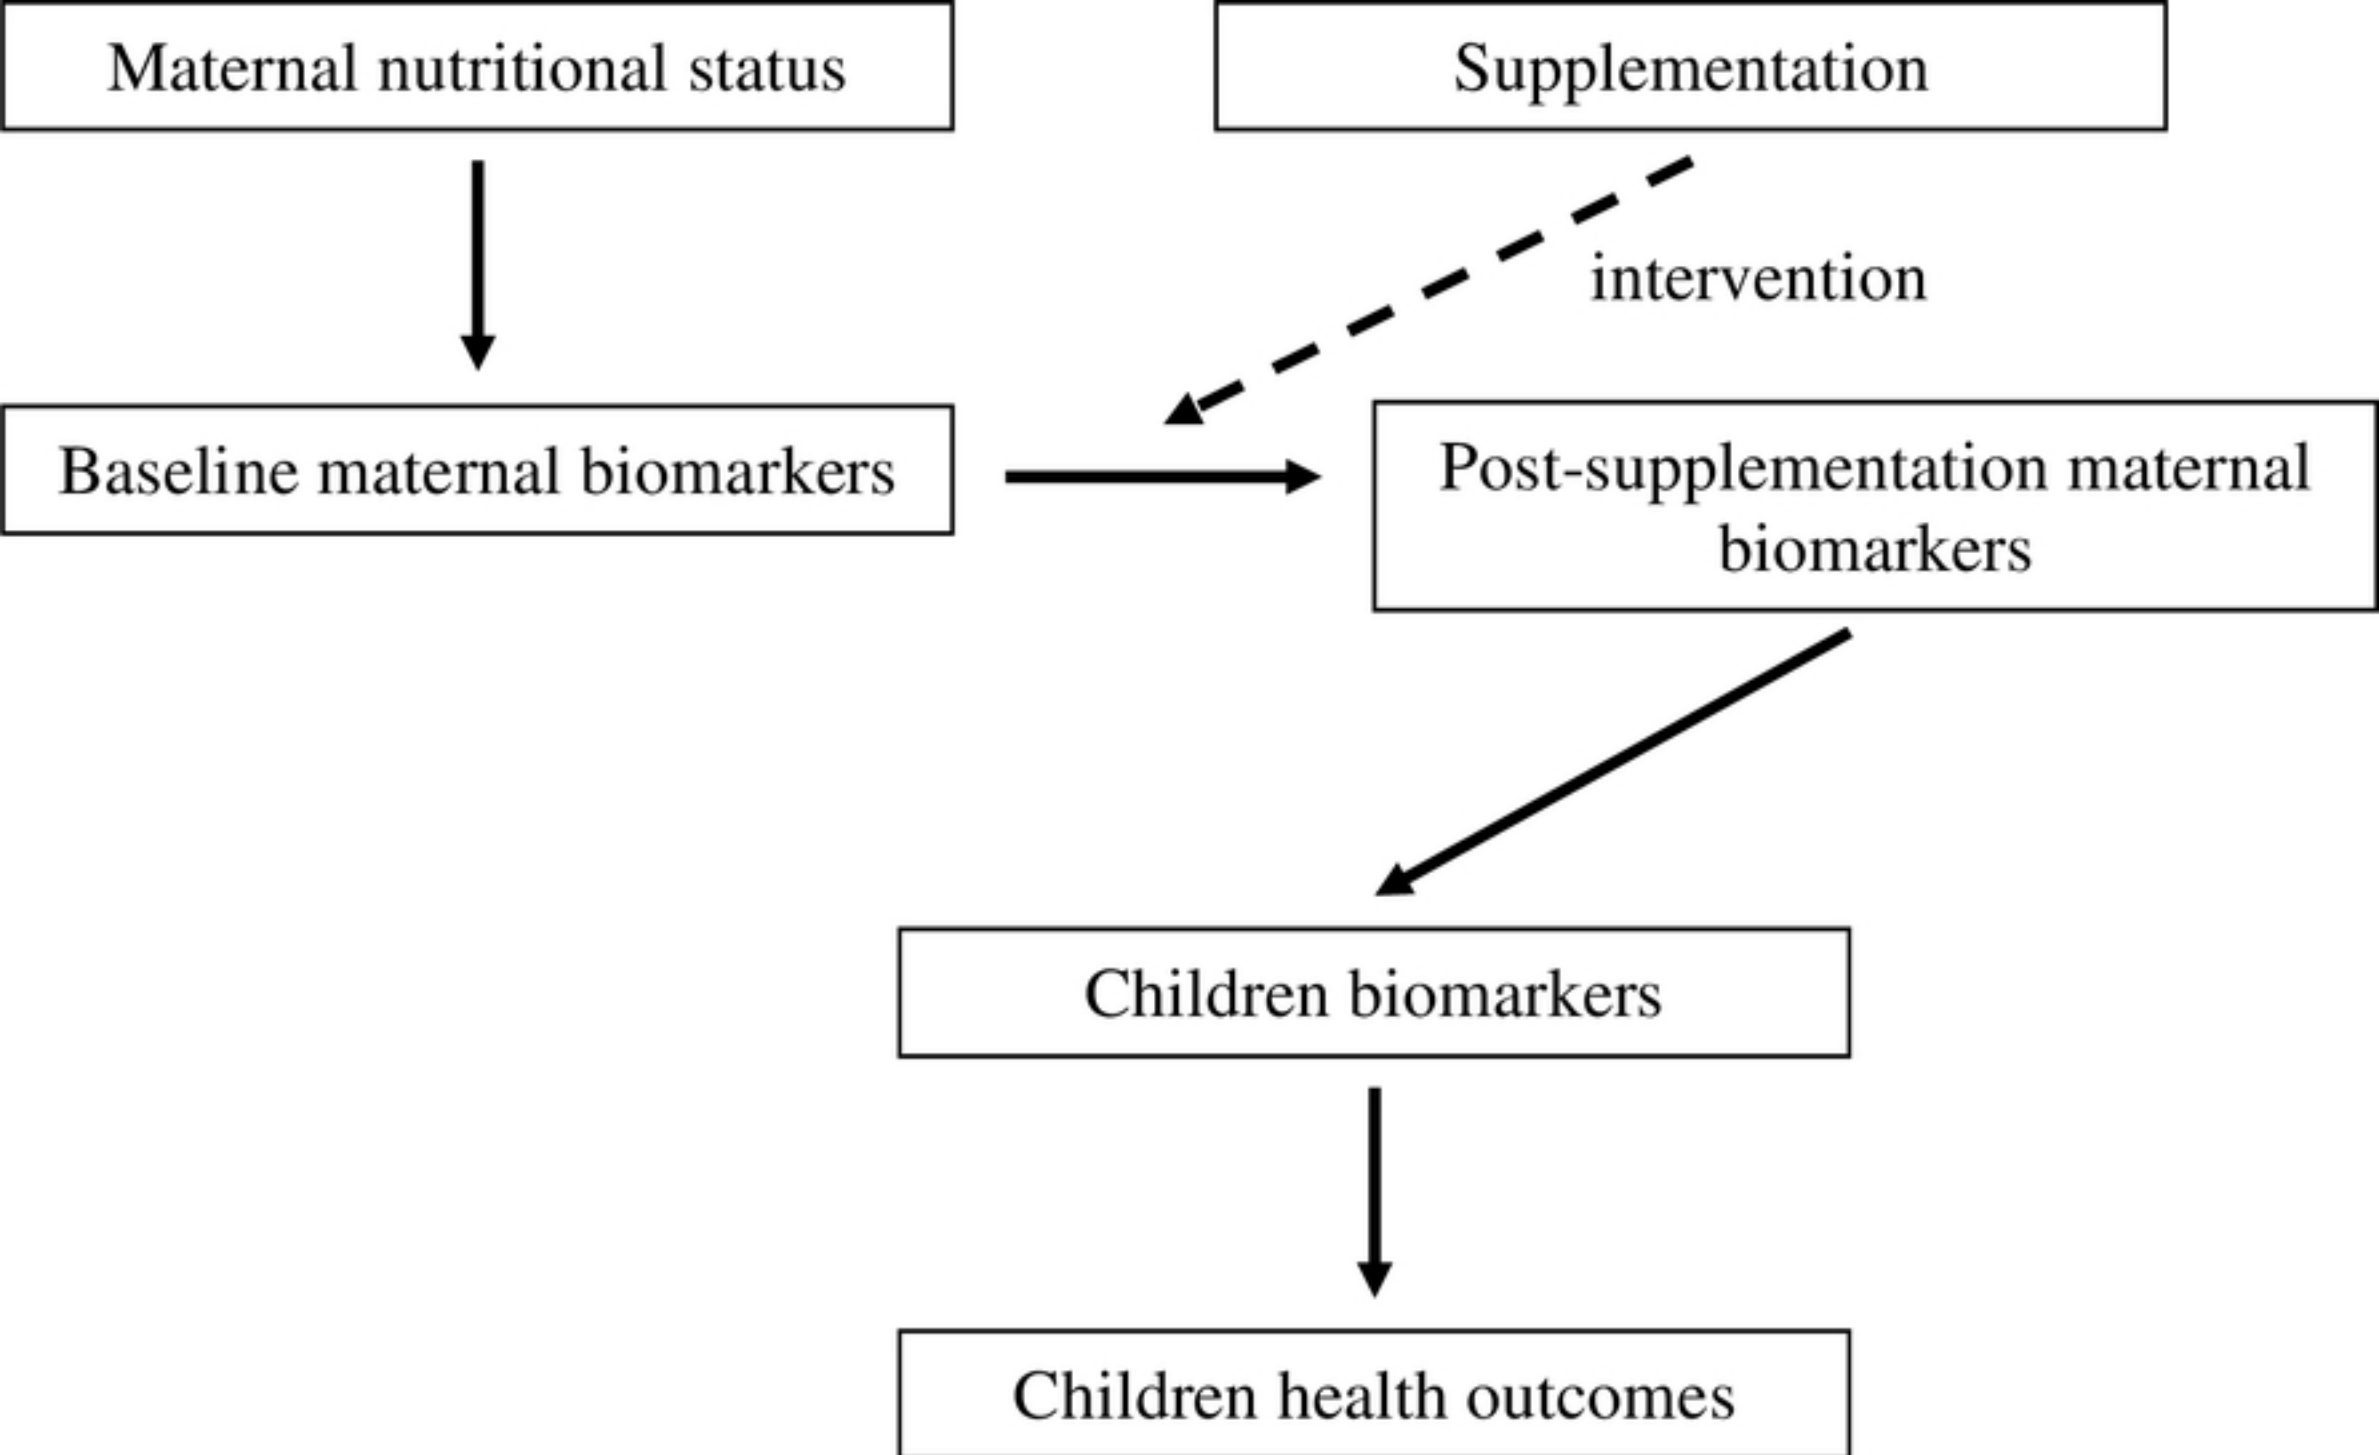 Maternal nutritional status
Supplementation
intervention
Baseline maternal biomarkers
Post-supplementation maternal
biomarkers
Children biomarkers
Children health outcomes